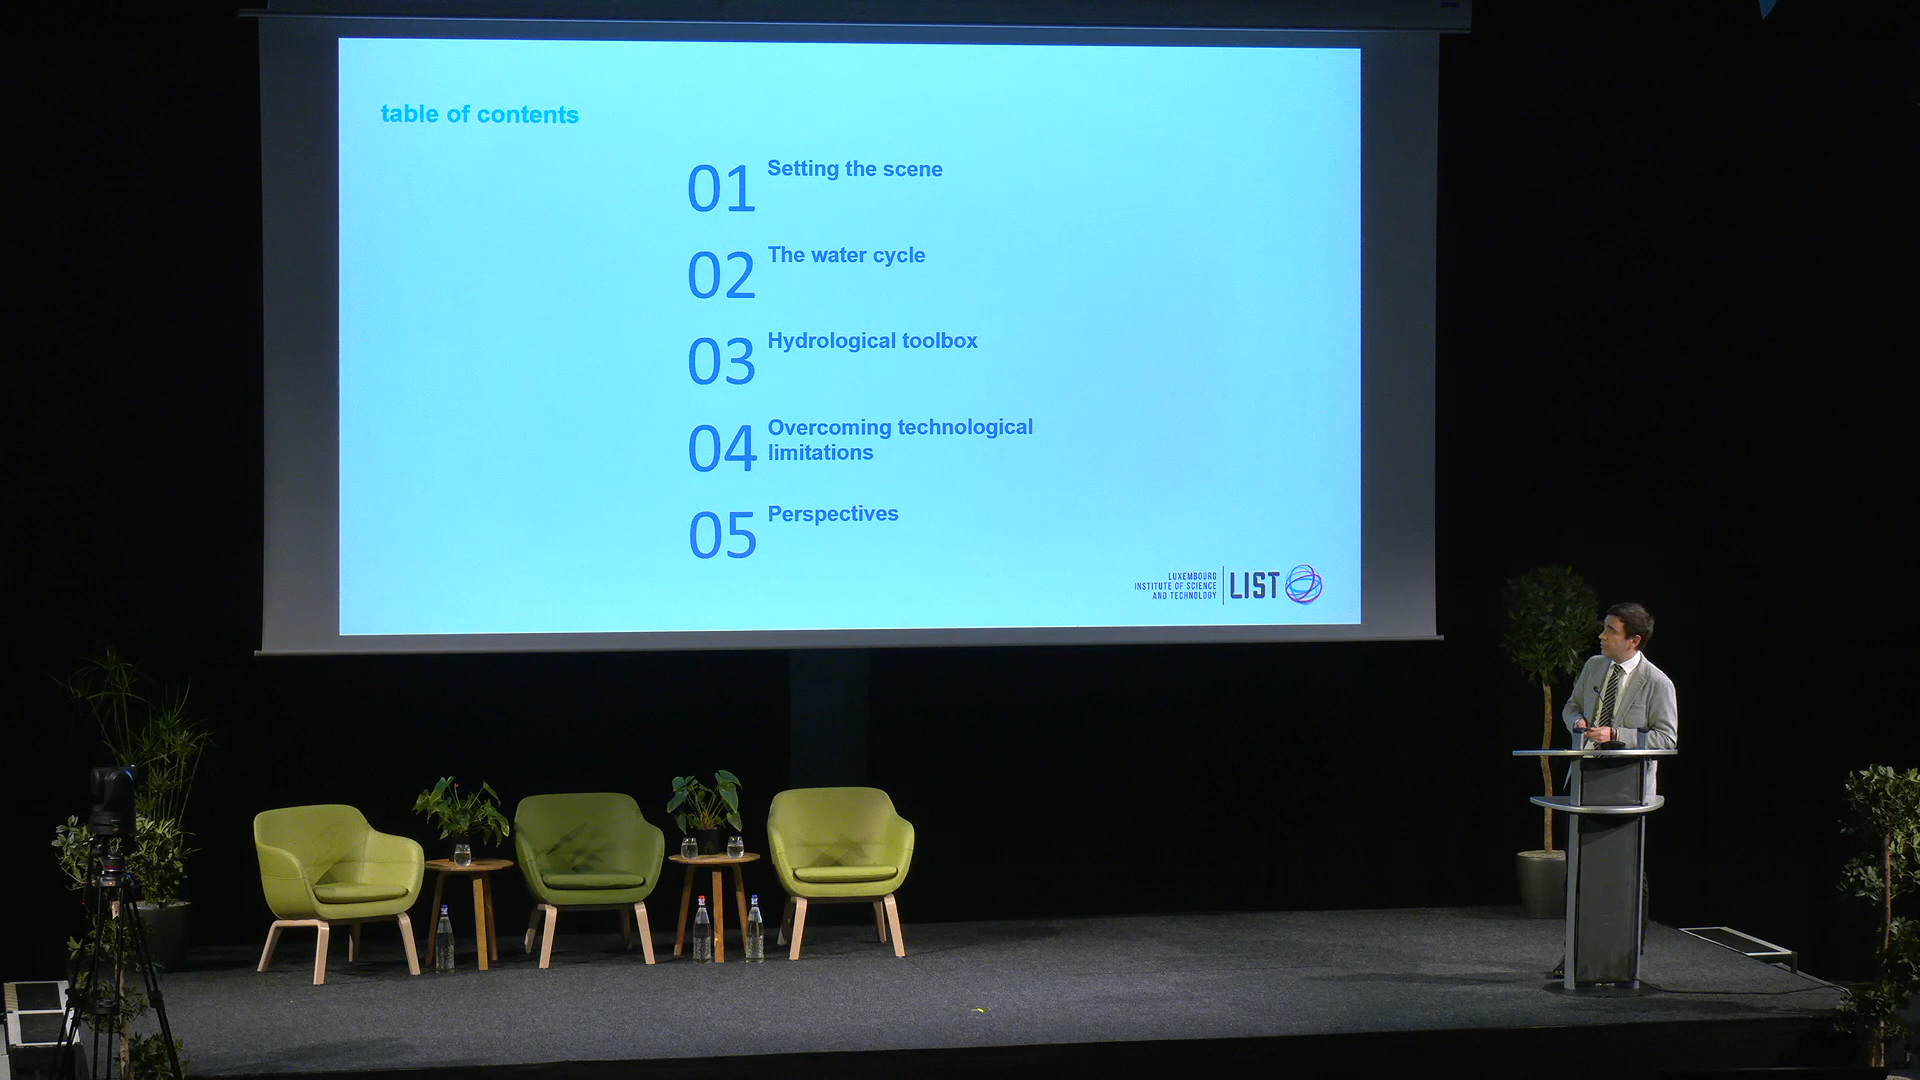 table of contents
01 Setting the scene
02 The water cycle
03 Hydrological toolbox
04 Overcoming technological
limitations
05 Perspectives
LUXEMBOURG
INSTITUTE OF SCIENCE
AND TECHNOLOGY
LIST